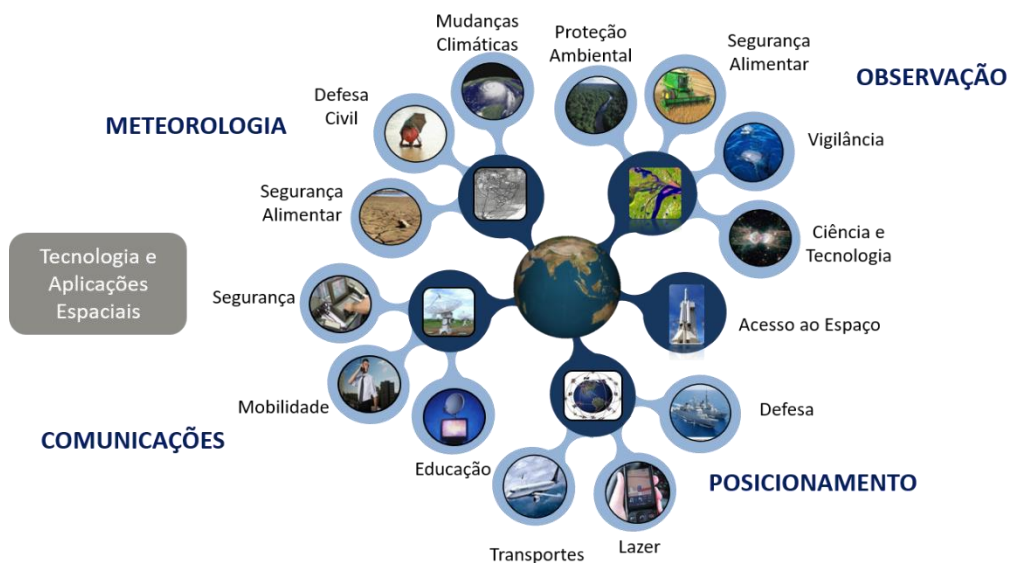 Mudanças
Climáticas
Proteção
Ambiental
Segurança
Alimentar
OBSERVAÇÃO
Defesa
Civil
METEOROLOGIA
Vigilância
Segurança
Alimentar
Ciência e
Tecnologia
Tecnologia e
Aplicações
Espaciais
Segurança
Acesso ao Espaço
Mobilidade
Defesa
COMUNICAÇÕES
Educação
POSICIONAMENTO
Transportes
Lazer